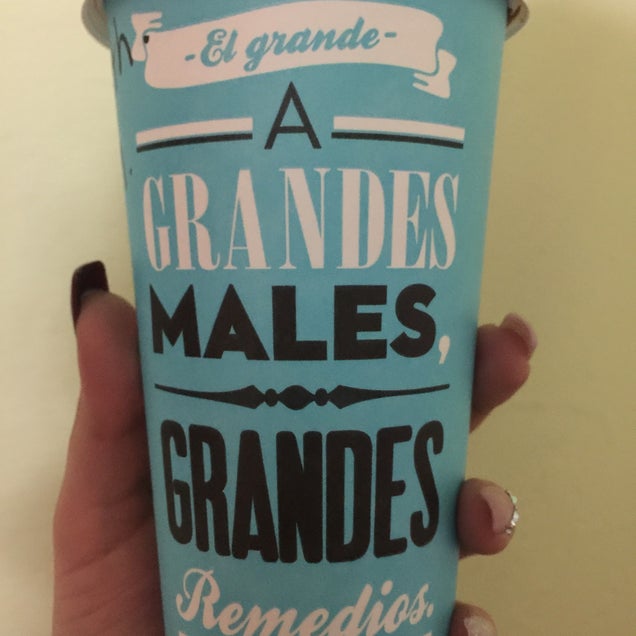 -El grande-
A
GRANDES
MALES,
GRANDES
Remedios.